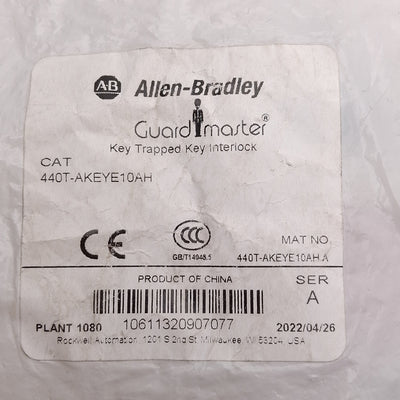 A-B Allen-Bradley
Guardmaster®
Key Trapped Key Interlock
CAT
440T-AKEYE10AH
CE
CCC
GB/T14048.5
MAT NO
440T-AKEYE10AH A
PRODUCT OF CHINA
SER
A
PLANT 1080
10611320907077
2022/04/26
Rockwell Automation, 1201 S 2nd St. Milwaukee, WI 53204, USA